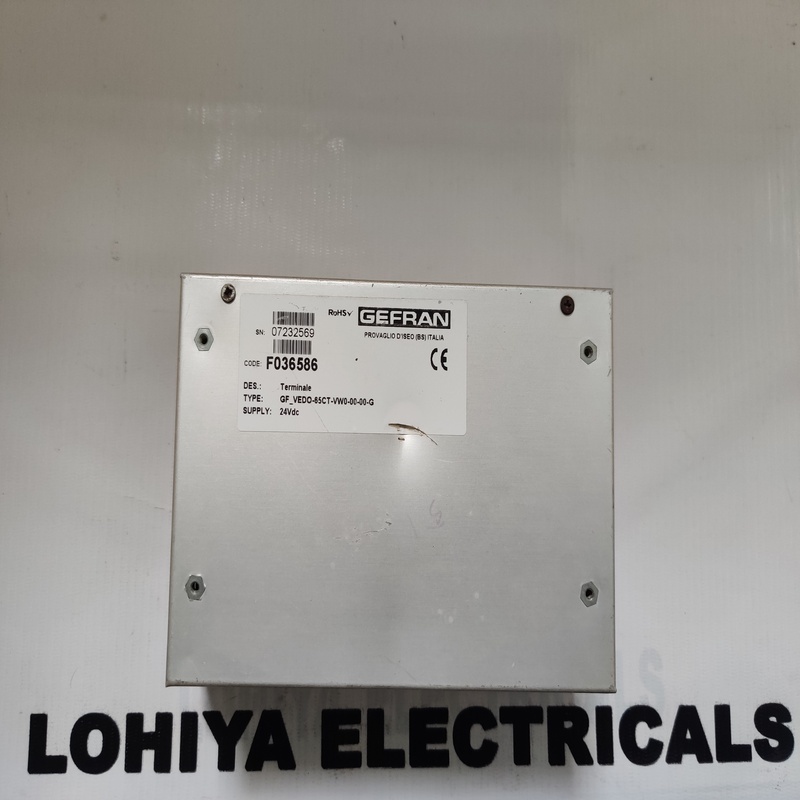 RoHS GEFRAN
SN: 07232569
PROVAGLIO D'ISEO (BS) ITALIA
CODE: F036586
CE
DES.: Terminale
TYPE: GF_VEDO-65CT-VW0-00-00-G
SUPPLY: 24Vdc
LOHIYA ELECTRICALS